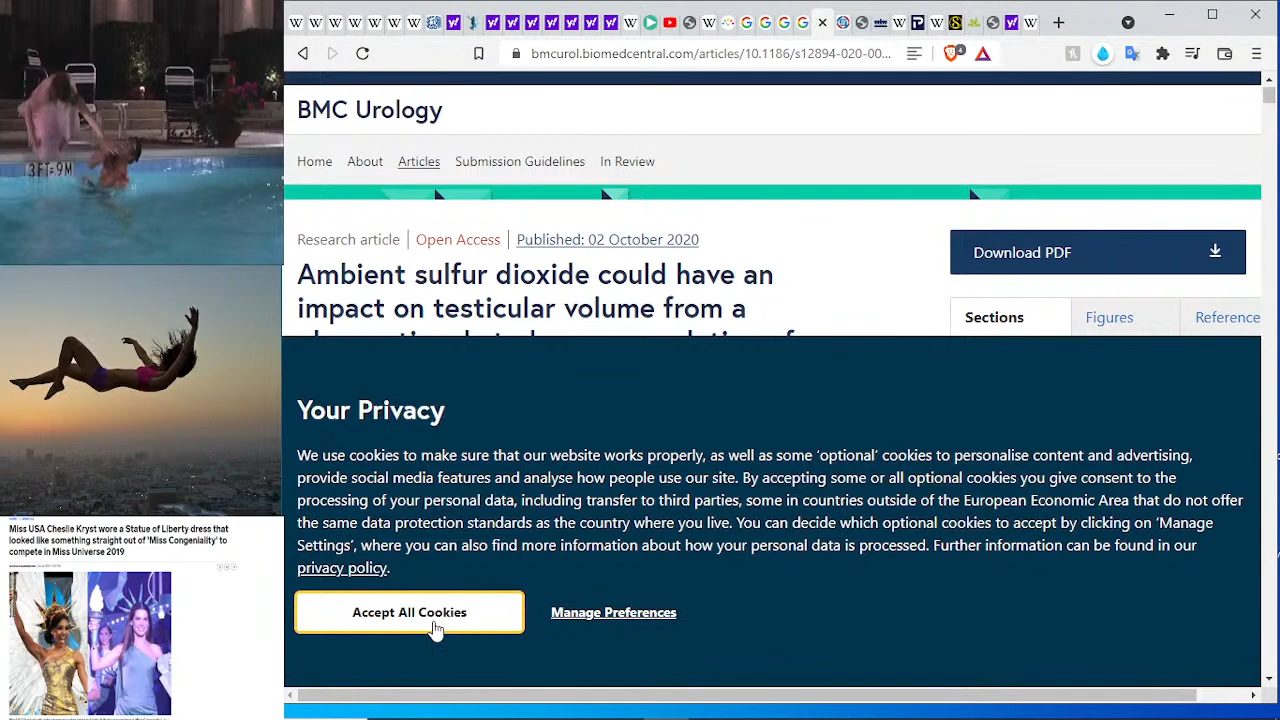 3FT=9M
Miss USA Cheslie Kryst wore a Statue of Liberty dress that
looked like something straight out of 'Miss Congeniality' to
compete in Miss Universe 2019
bmcurol.biomedcentral.com/articles/10.1186/s12894-020-00...
BMC Urology
Home About Articles Submission Guidelines In Review
Research article Open Access Published: 02 October 2020
Ambient sulfur dioxide could have an
impact on testicular volume from a
Download PDF
Sections Figures Reference
Your Privacy
We use cookies to make sure that our website works properly, as well as some ‘optional’ cookies to personalise content and advertising,
provide social media features and analyse how people use our site. By accepting some or all optional cookies you give consent to the
processing of your personal data, including transfer to third parties, some in countries outside of the European Economic Area that do not offer
the same data protection standards as the country where you live. You can decide which optional cookies to accept by clicking on ‘Manage
Settings’, where you can also find more information about how your personal data is processed. Further information can be found in our
privacy policy.
Accept All Cookies Manage Preferences